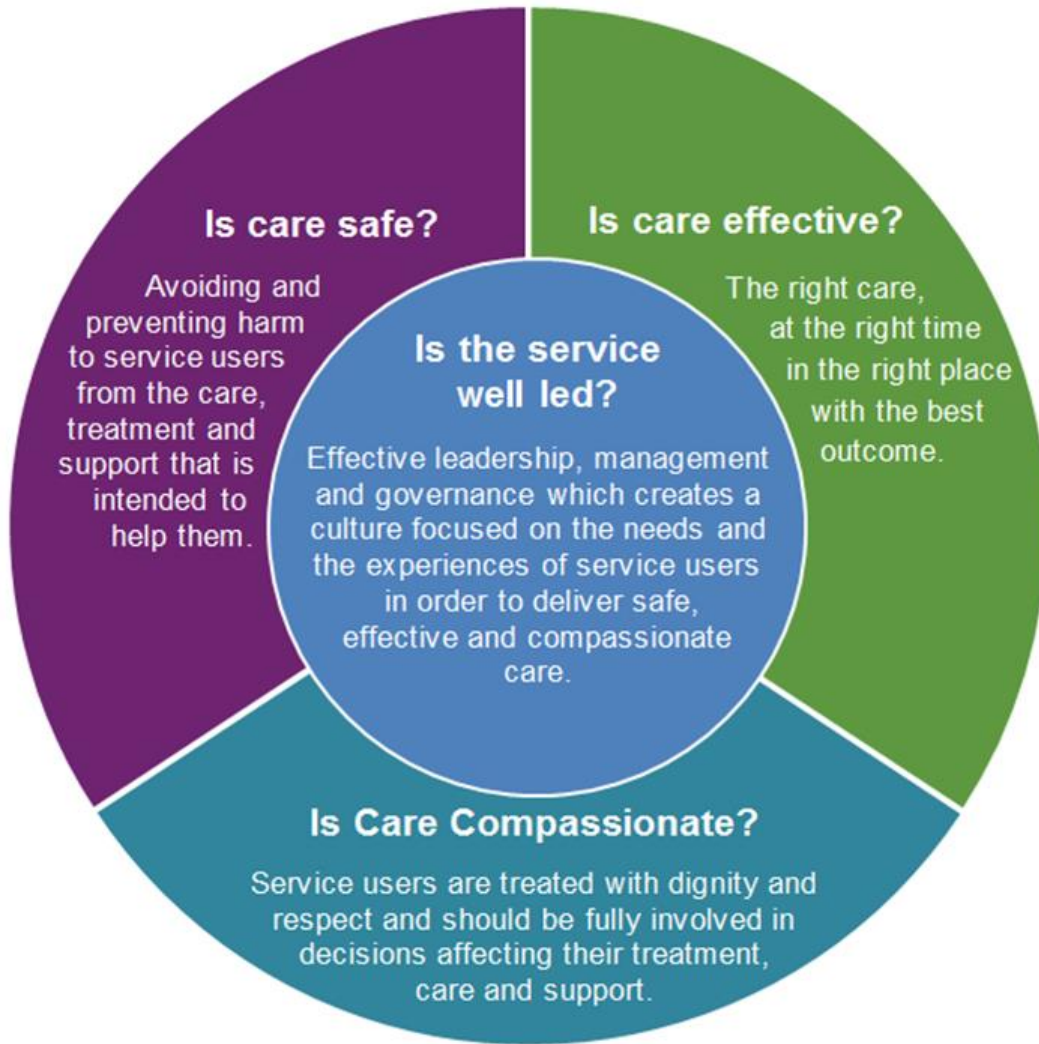 Is care safe?
Avoiding and
preventing harm
to service users
from the care,
treatment and
support that is
intended to
help them.
Is care effective?
The right care,
at the right time
in the right place
with the best
outcome.
Is the service
well led?
Effective leadership, management
and governance which creates a
culture focused on the needs and
the experiences of service users
in order to deliver safe,
effective and compassionate
care.
Is Care Compassionate?
Service users are treated with dignity and
respect and should be fully involved in
decisions affecting their treatment,
care and support.